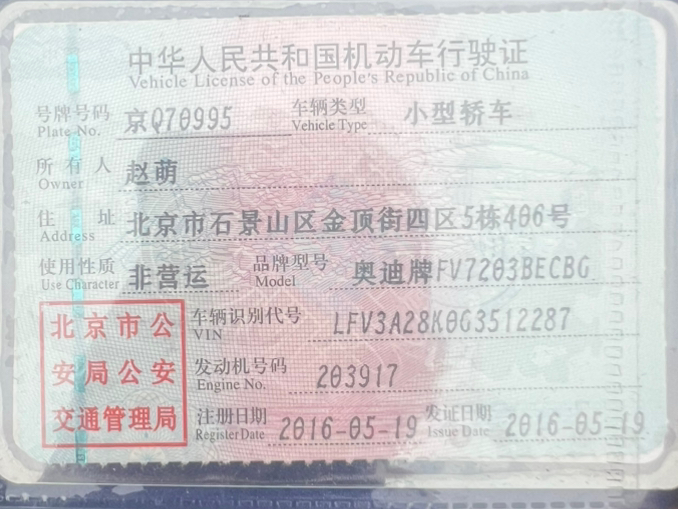 中华人民共和国机动车行驶证
Vehicle License of the People's Republic of China
号牌号码 京Q70995 车辆类型 小型轿车
Plate No. Vehicle Type
所有人 赵萌
Owner
住址 北京市石景山区金顶街四区5栋406号
Address
使用性质 非营运 品牌型号 奥迪牌FV7203BECBG
Use Character Model
北京市公 车辆识别代号 LFV3A28K0G3512287
VIN
安局公安 发动机号码 203917
Engine No.
交通管理局 注册日期 2016-05-19 发证日期 2016-05-19
Register Date Issue Date